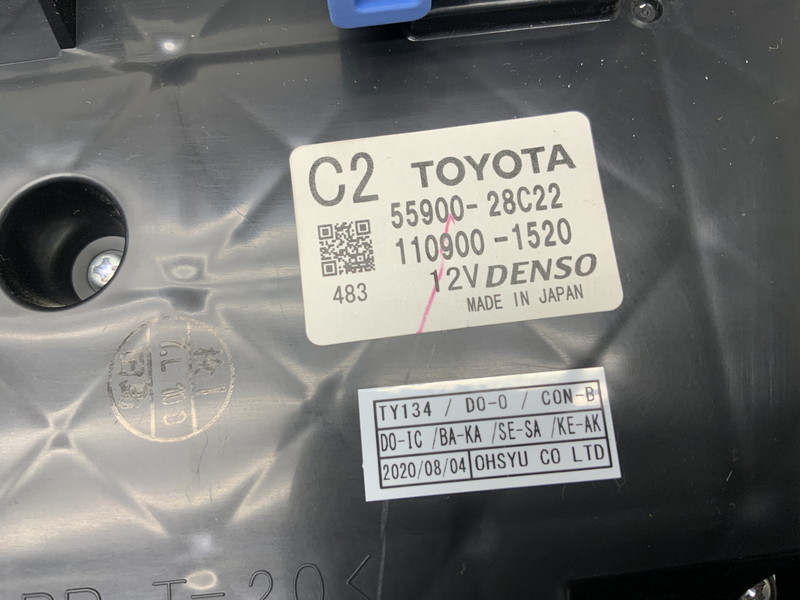 C2 TOYOTA
55900-28C22
110900-1520
483 12V DENSO
MADE IN JAPAN
TY134 / DO-O / CON-B
DO-IC /BA-KA /SE-SA /KE-AK
2020/08/04 OHSYU CO LTD
T-20<